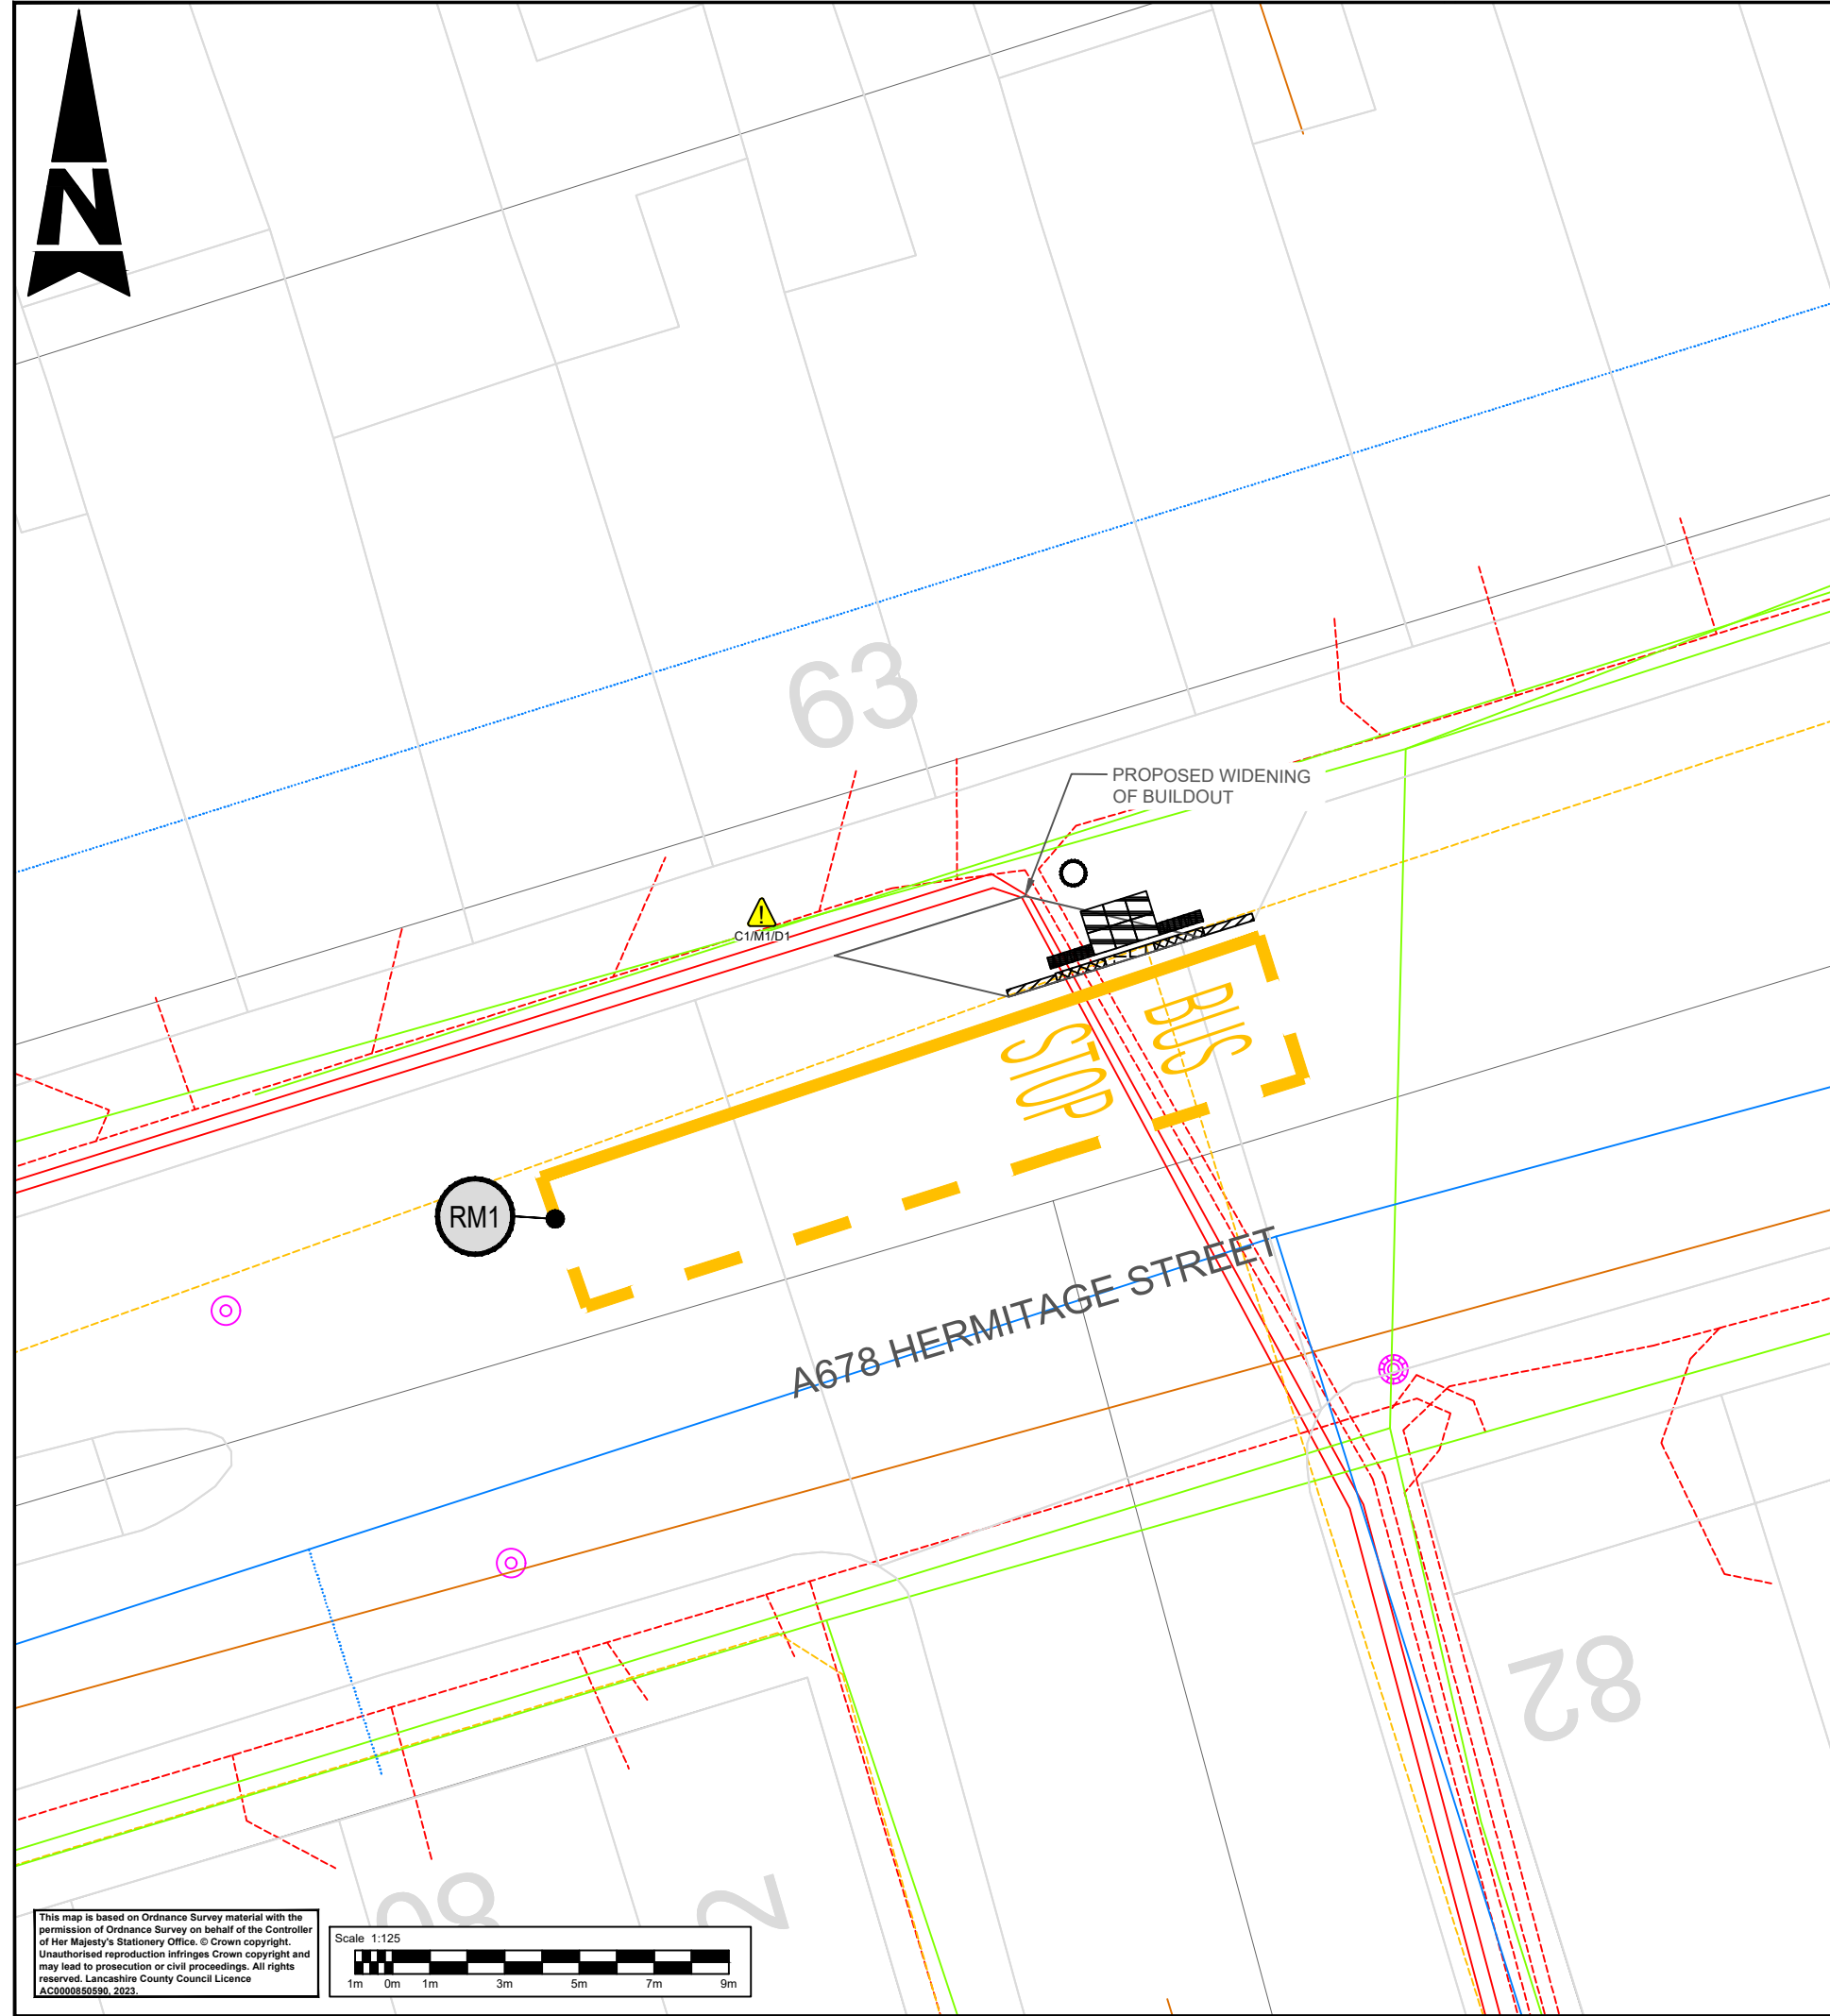 N
63
PROPOSED WIDENING
OF BUILDOUT
C1/M1/D1
BUS
STOP
RM1
A678 HERMITAGE STREET
82
80
2
This map is based on Ordnance Survey material with the
permission of Ordnance Survey on behalf of the Controller
of Her Majesty's Stationery Office. © Crown copyright.
Unauthorised reproduction infringes Crown copyright and
may lead to prosecution or civil proceedings. All rights
reserved. Lancashire County Council Licence
AC0000850590, 2023.
Scale 1:125
1m 0m 1m 3m 5m 7m 9m